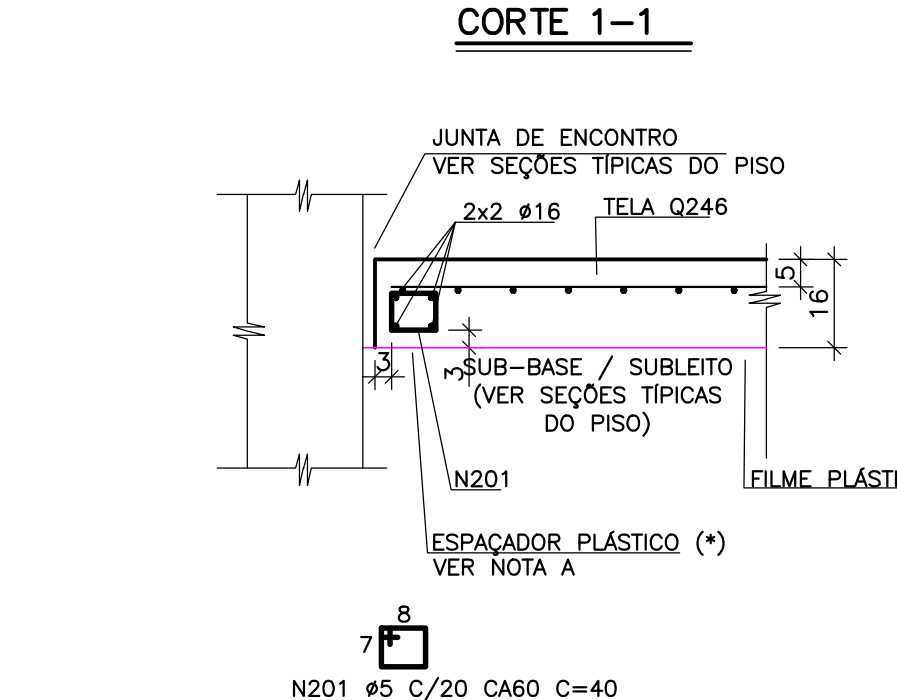 CORTE 1-1
JUNTA DE ENCONTRO
VER SEÇÕES TÍPICAS DO PISO
2x2 ø16
TELA Q246
5
16
3
3
SUB-BASE / SUBLEITO
(VER SEÇÕES TÍPICAS
DO PISO)
N201
FILME PLÁSTI
ESPAÇADOR PLÁSTICO (*)
VER NOTA A
8
7
N201 ø5 C/20 CA60 C=40